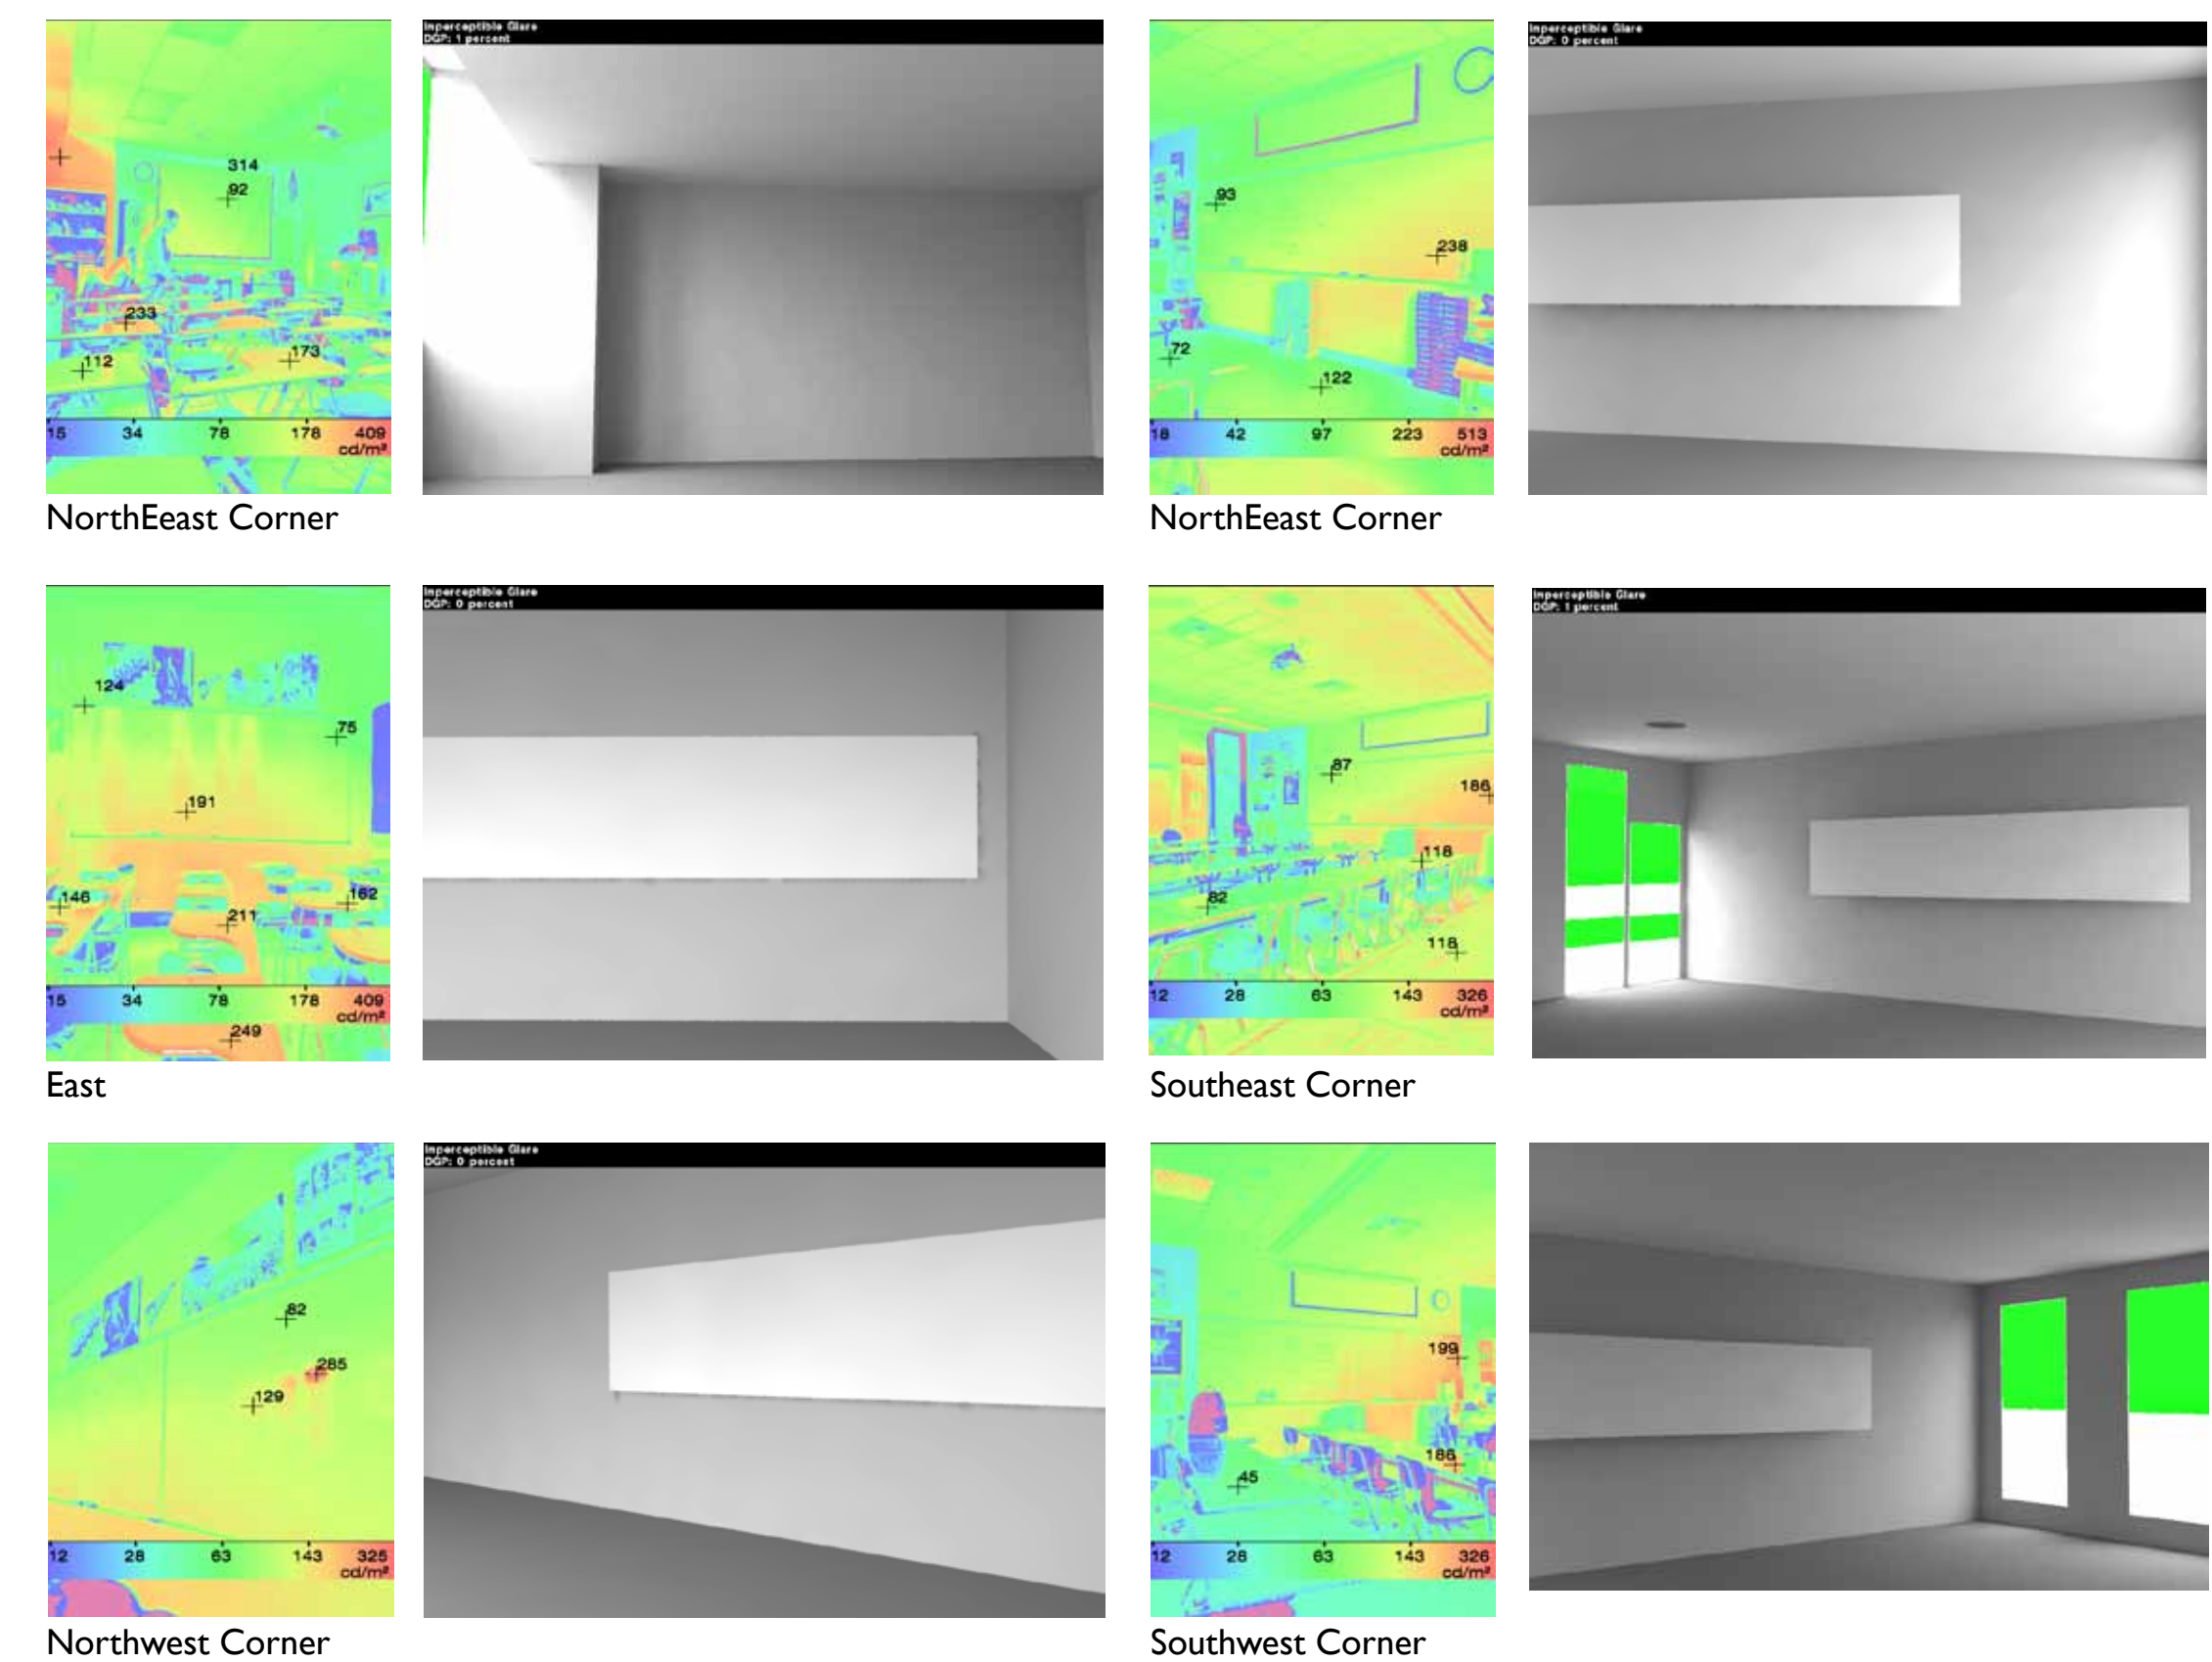 Imperceptible Glare
DGP: 1 percent
314
92
233
112
173
15 34 78 178 409
cd/m²
NorthEeast Corner
Imperceptible Glare
DGP: 0 percent
93
238
72
122
18 42 97 223 513
cd/m²
NorthEeast Corner
Imperceptible Glare
DGP: 0 percent
124
75
191
146
162
211
15 34 78 178 409
cd/m²
249
East
Imperceptible Glare
DGP: 1 percent
87
186
118
82
118
12 28 63 143 326
cd/m²
Southeast Corner
Imperceptible Glare
DGP: 0 percent
82
285
129
12 28 63 143 325
cd/m²
Northwest Corner
199
186
45
12 28 63 143 326
cd/m²
Southwest Corner